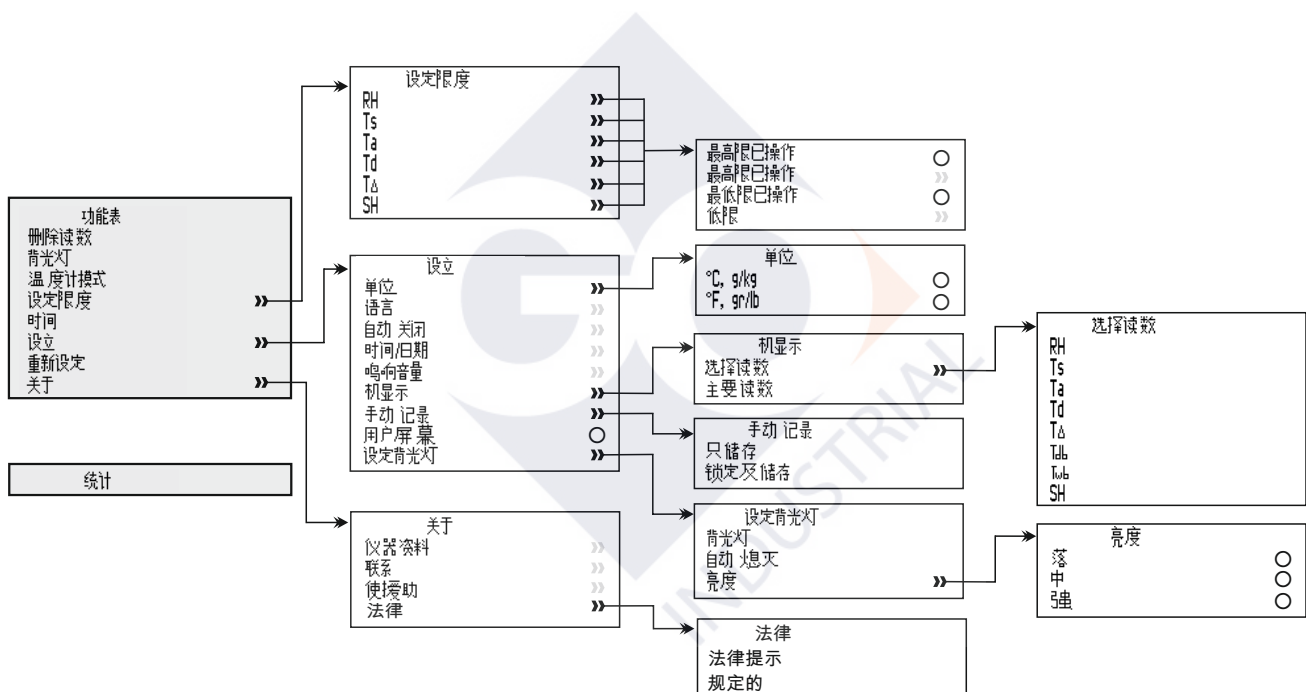 功能表
删除读数
背光灯
温度计模式
设定限度
时间
设立
重新设定
关于
统计
设定限度
RH
Ts
Ta
Td
T∆
SH
最高限已操作
最高限已操作
最低限已操作
低限
设立
单位
语言
自动 关闭
时间/日期
鸣响音量
机显示
手动 记录
用户屏 幕
设定背光灯
单位
°C, g/kg
°F, gr/lb
机显示
选择读数
主要读数
选择读数
RH
Ts
Ta
Td
T∆
Tdb
Twb
SH
手动 记录
只储存
锁定及储存
设定背光灯
背光灯
自动 熄灭
亮度
亮度
落
中
强
关于
仪器资料
联系
使援助
法律
法律
法律提示
规定的
GO
INDUSTRIAL